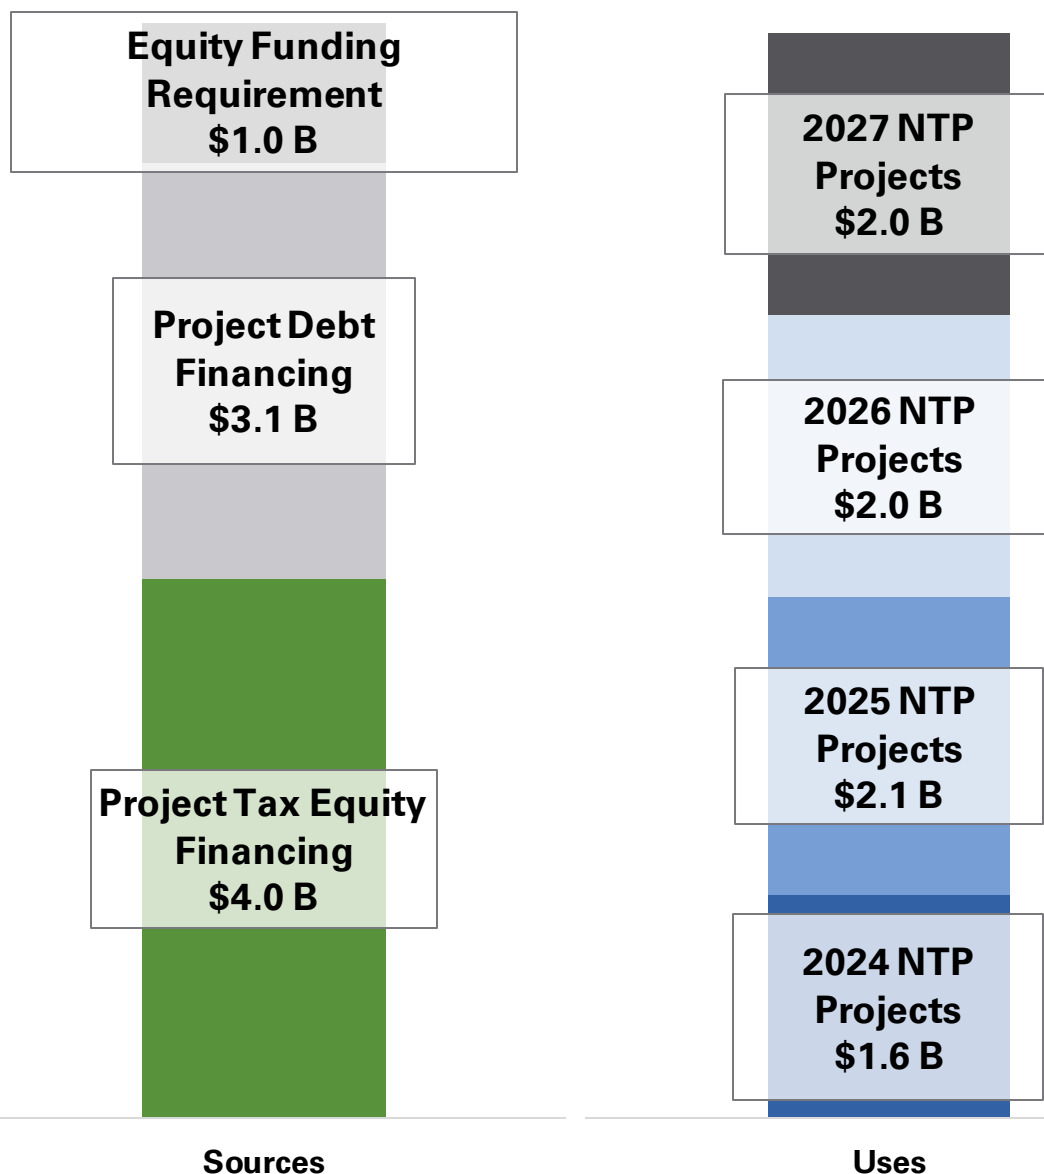 Equity Funding
Requirement
$1.0 B
Project Debt
Financing
$3.1 B
Project Tax Equity
Financing
$4.0 B
Sources
2027 NTP
Projects
$2.0 B
2026 NTP
Projects
$2.0 B
2025 NTP
Projects
$2.1 B
2024 NTP
Projects
$1.6 B
Uses